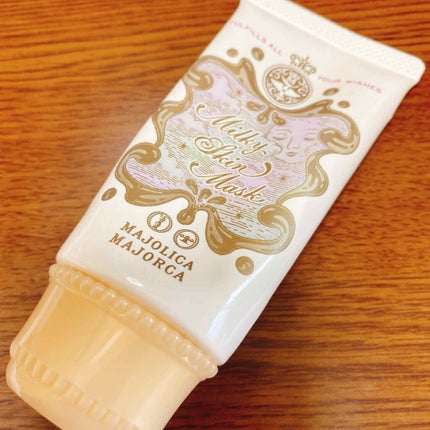 FULFILLS ALL YOUR WISHES
Milky
Skin
Mask
MAJOLICA
MAJORCA